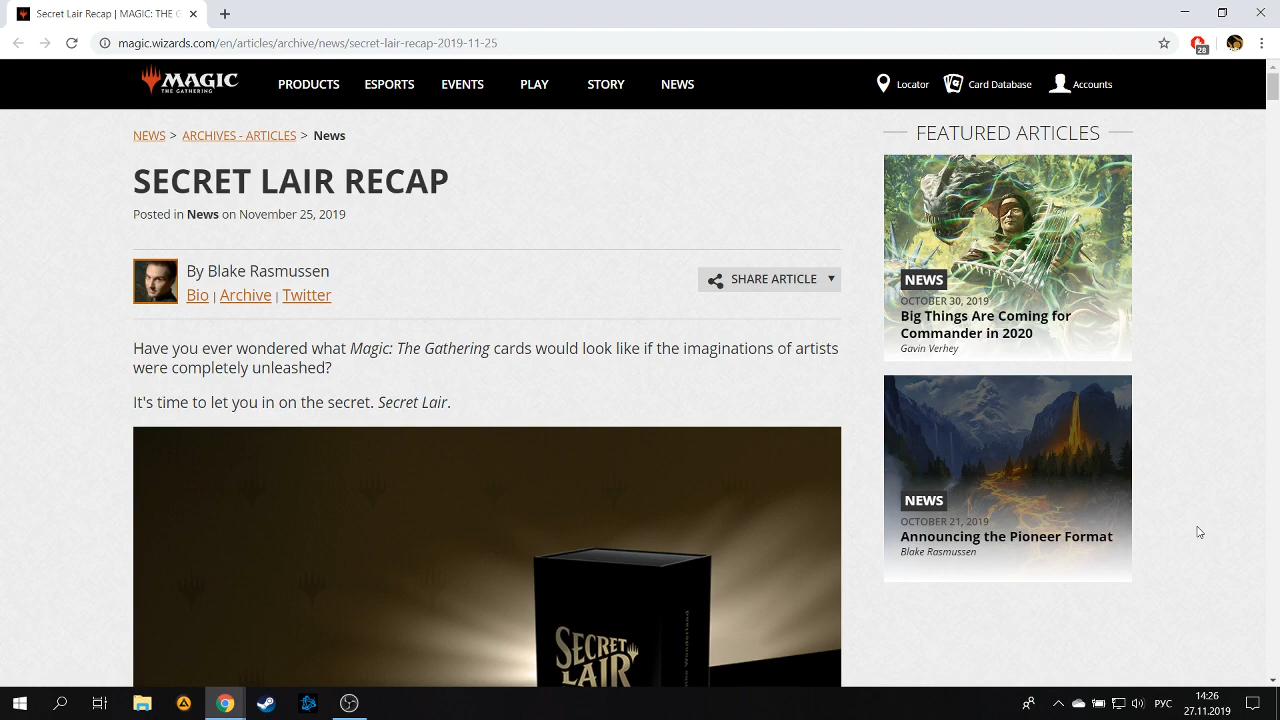 Secret Lair Recap | MAGIC: THE G
magic.wizards.com/en/articles/archive/news/secret-lair-recap-2019-11-25
28
MAGIC
THE GATHERING
PRODUCTS ESPORTS EVENTS PLAY STORY NEWS
Locator Card Database Accounts
NEWS > ARCHIVES - ARTICLES > News
SECRET LAIR RECAP
Posted in News on November 25, 2019
By Blake Rasmussen
Bio | Archive | Twitter
SHARE ARTICLE
Have you ever wondered what Magic: The Gathering cards would look like if the imaginations of artists
were completely unleashed?
It's time to let you in on the secret. Secret Lair.
SECRET
LAIR
Wonderland
FEATURED ARTICLES
NEWS
OCTOBER 30, 2019
Big Things Are Coming for
Commander in 2020
Gavin Verhey
NEWS
OCTOBER 21, 2019
Announcing the Pioneer Format
Blake Rasmussen
РУС
14:26
27.11.2019